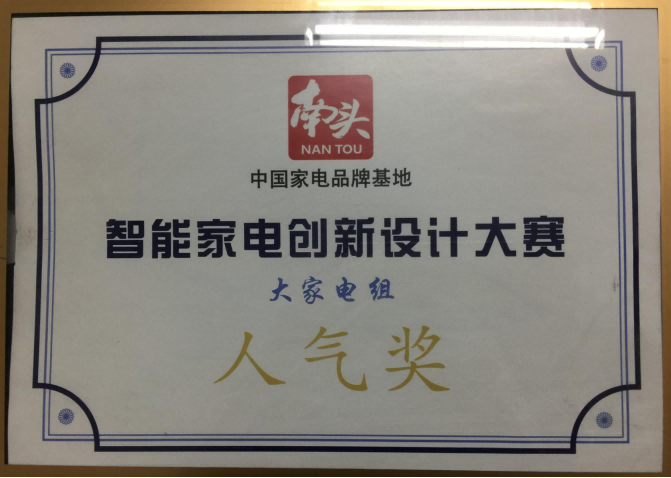 南头
NAN TOU
中国家电品牌基地
智能家电创新设计大赛
大家电组
人气奖